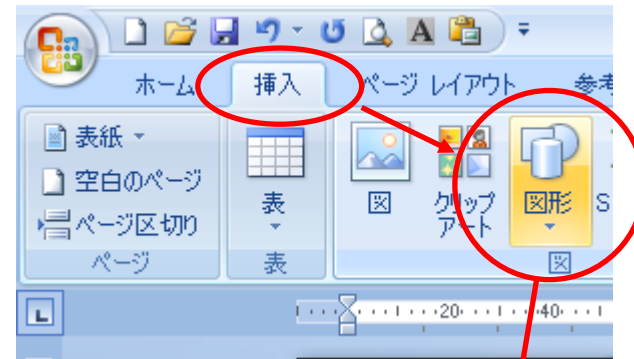 ホーム 挿入 ページ レイアウト 参考
表紙
空白のページ
ページ区切り
ページ
表
表
図
クリップ
アート
図形
S
図
L
20 40